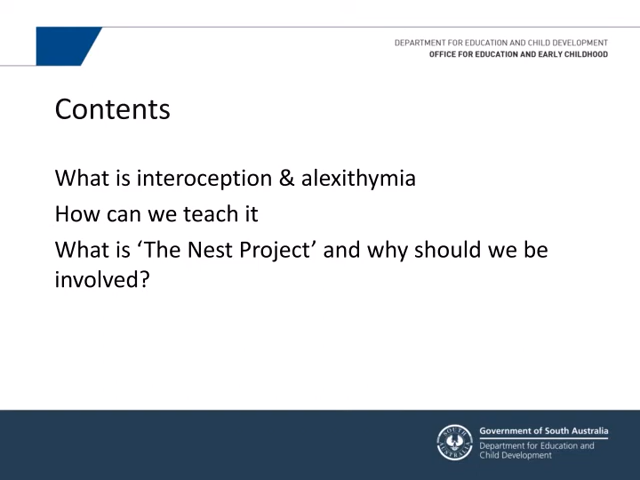 DEPARTMENT FOR EDUCATION AND CHILD DEVELOPMENT
OFFICE FOR EDUCATION AND EARLY CHILDHOOD
Contents
What is interoception & alexithymia
How can we teach it
What is ‘The Nest Project’ and why should we be
involved?
Government of South Australia
Department for Education and
Child Development